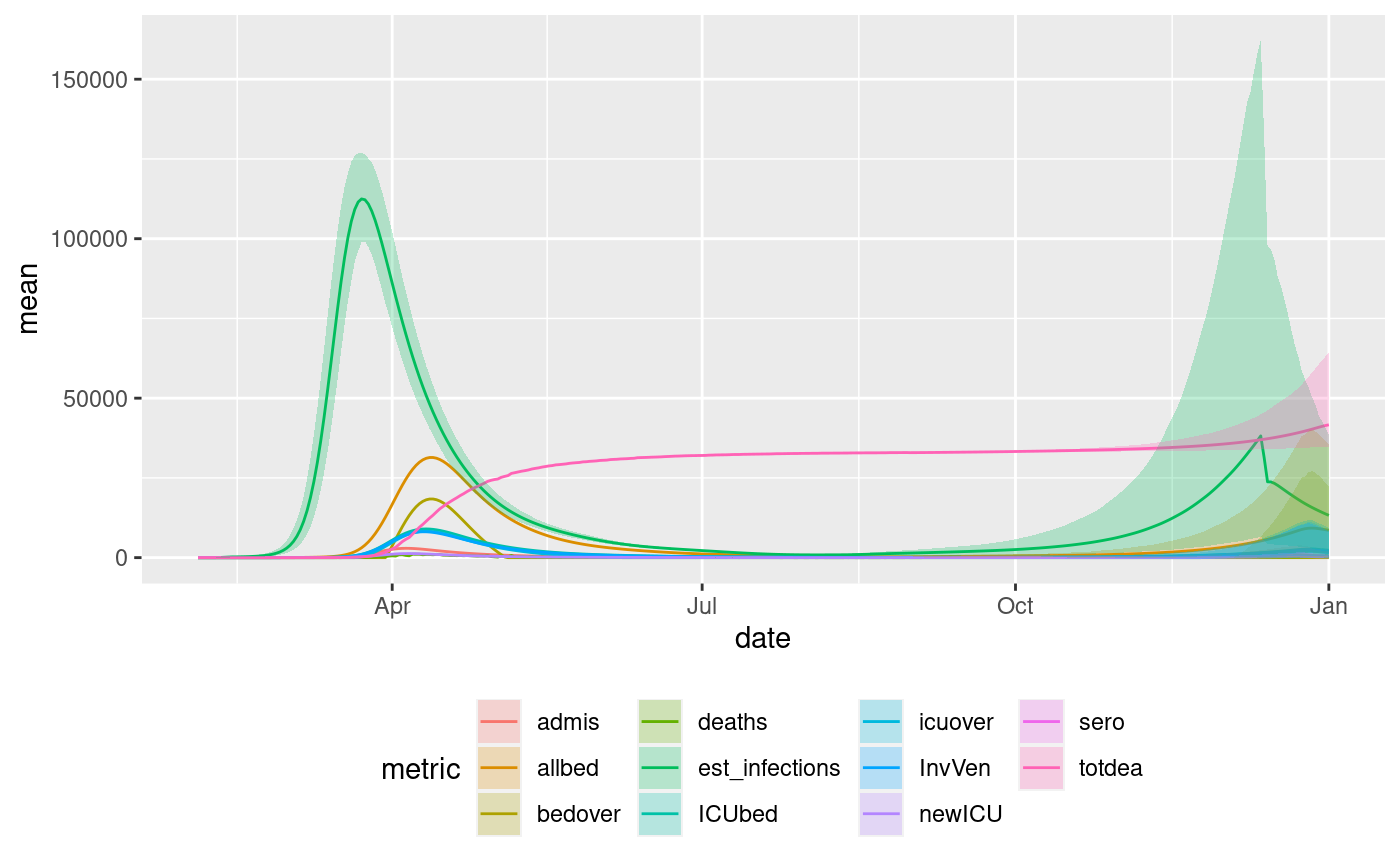 150000
100000
50000
0
mean
Apr
Jul
Oct
Jan
date
metric
admis
allbed
bedover
deaths
est_infections
ICUbed
icuover
InvVen
newICU
sero
totdea